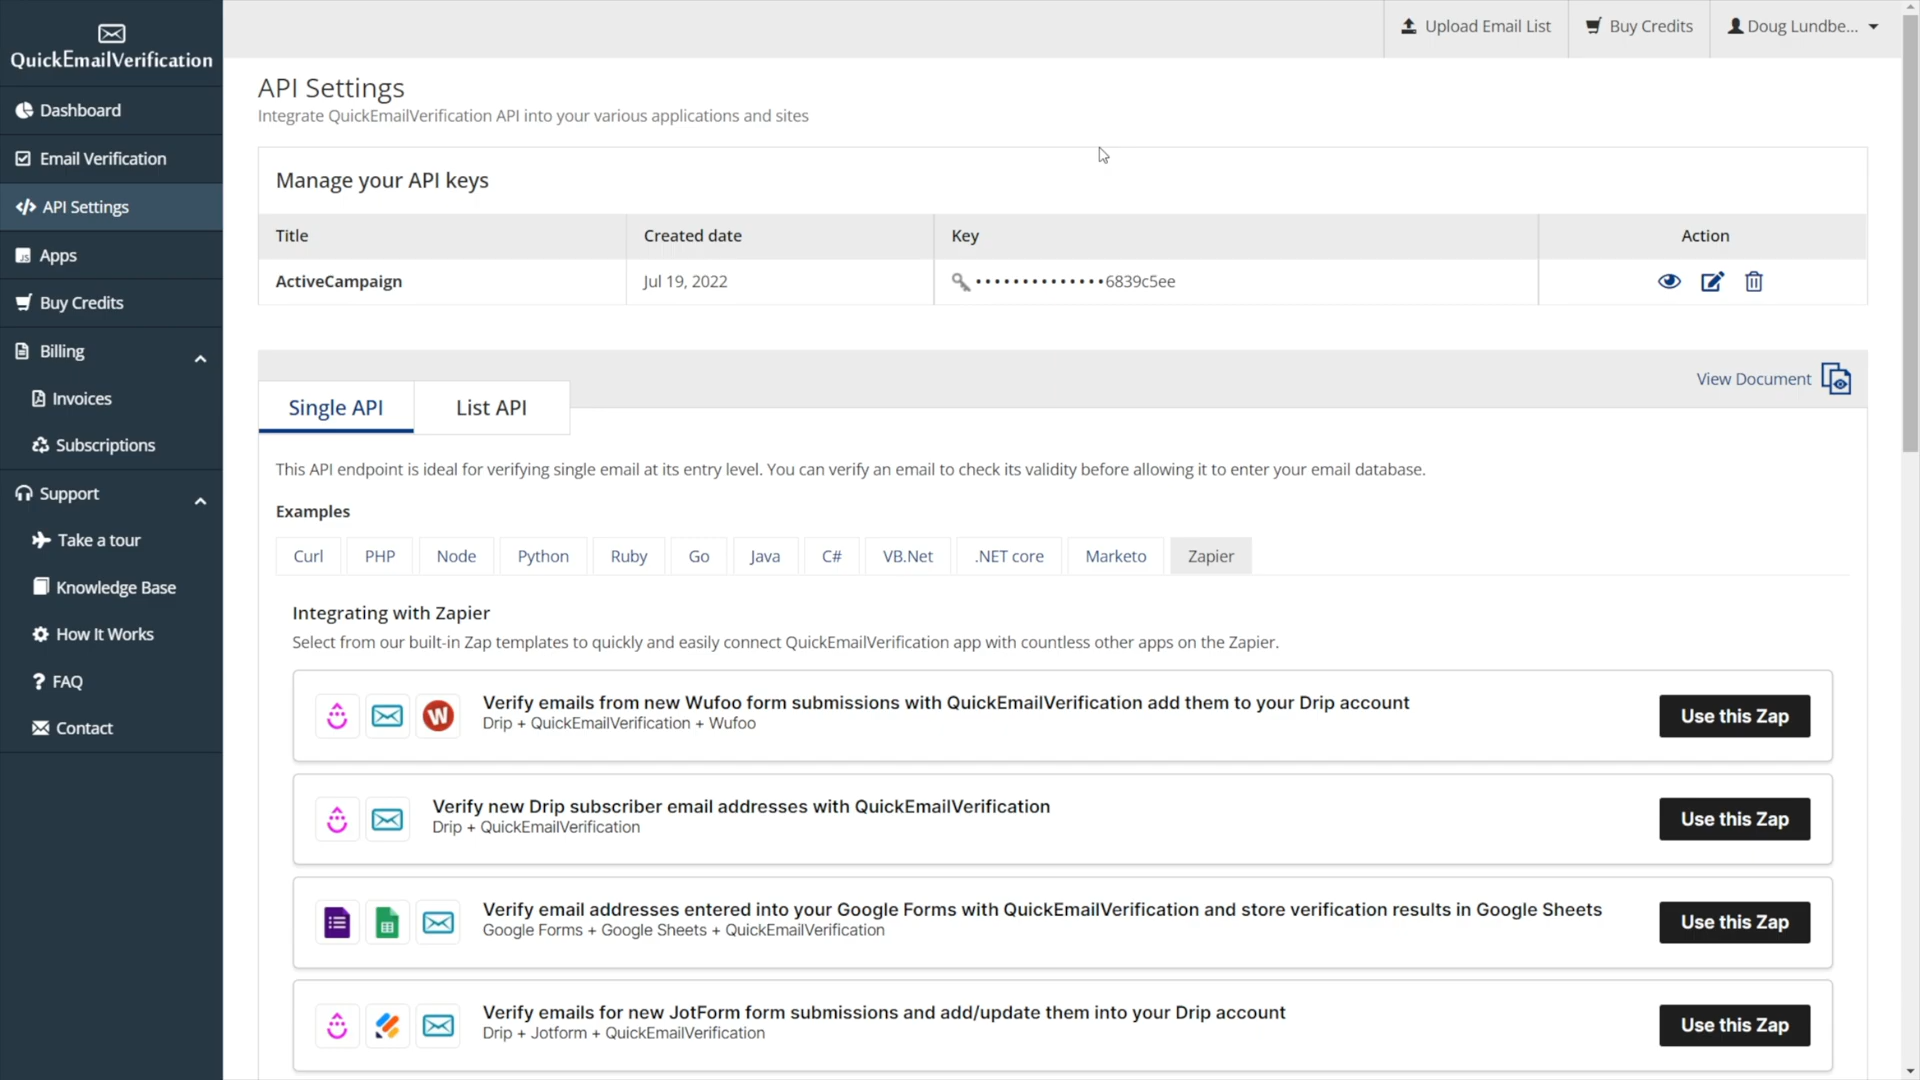 QuickEmailVerification
Dashboard
Email Verification
API Settings
Apps
Buy Credits
Billing
Invoices
Subscriptions
Support
Take a tour
Knowledge Base
How It Works
FAQ
Contact
Upload Email List
Buy Credits
Doug Lundbe...
API Settings
Integrate QuickEmailVerification API into your various applications and sites
Manage your API keys
Title Created date Key Action
ActiveCampaign Jul 19, 2022 ••••••••••••••6839c5ee
View Document
Single API List API
This API endpoint is ideal for verifying single email at its entry level. You can verify an email to check its validity before allowing it to enter your email database.
Examples
Curl PHP Node Python Ruby Go Java C# VB.Net .NET core Marketo Zapier
Integrating with Zapier
Select from our built-in Zap templates to quickly and easily connect QuickEmailVerification app with countless other apps on the Zapier.
W
Verify emails from new Wufoo form submissions with QuickEmailVerification add them to your Drip account
Drip + QuickEmailVerification + Wufoo
Use this Zap
Verify new Drip subscriber email addresses with QuickEmailVerification
Drip + QuickEmailVerification
Use this Zap
Verify email addresses entered into your Google Forms with QuickEmailVerification and store verification results in Google Sheets
Google Forms + Google Sheets + QuickEmailVerification
Use this Zap
Verify emails for new JotForm form submissions and add/update them into your Drip account
Drip + Jotform + QuickEmailVerification
Use this Zap